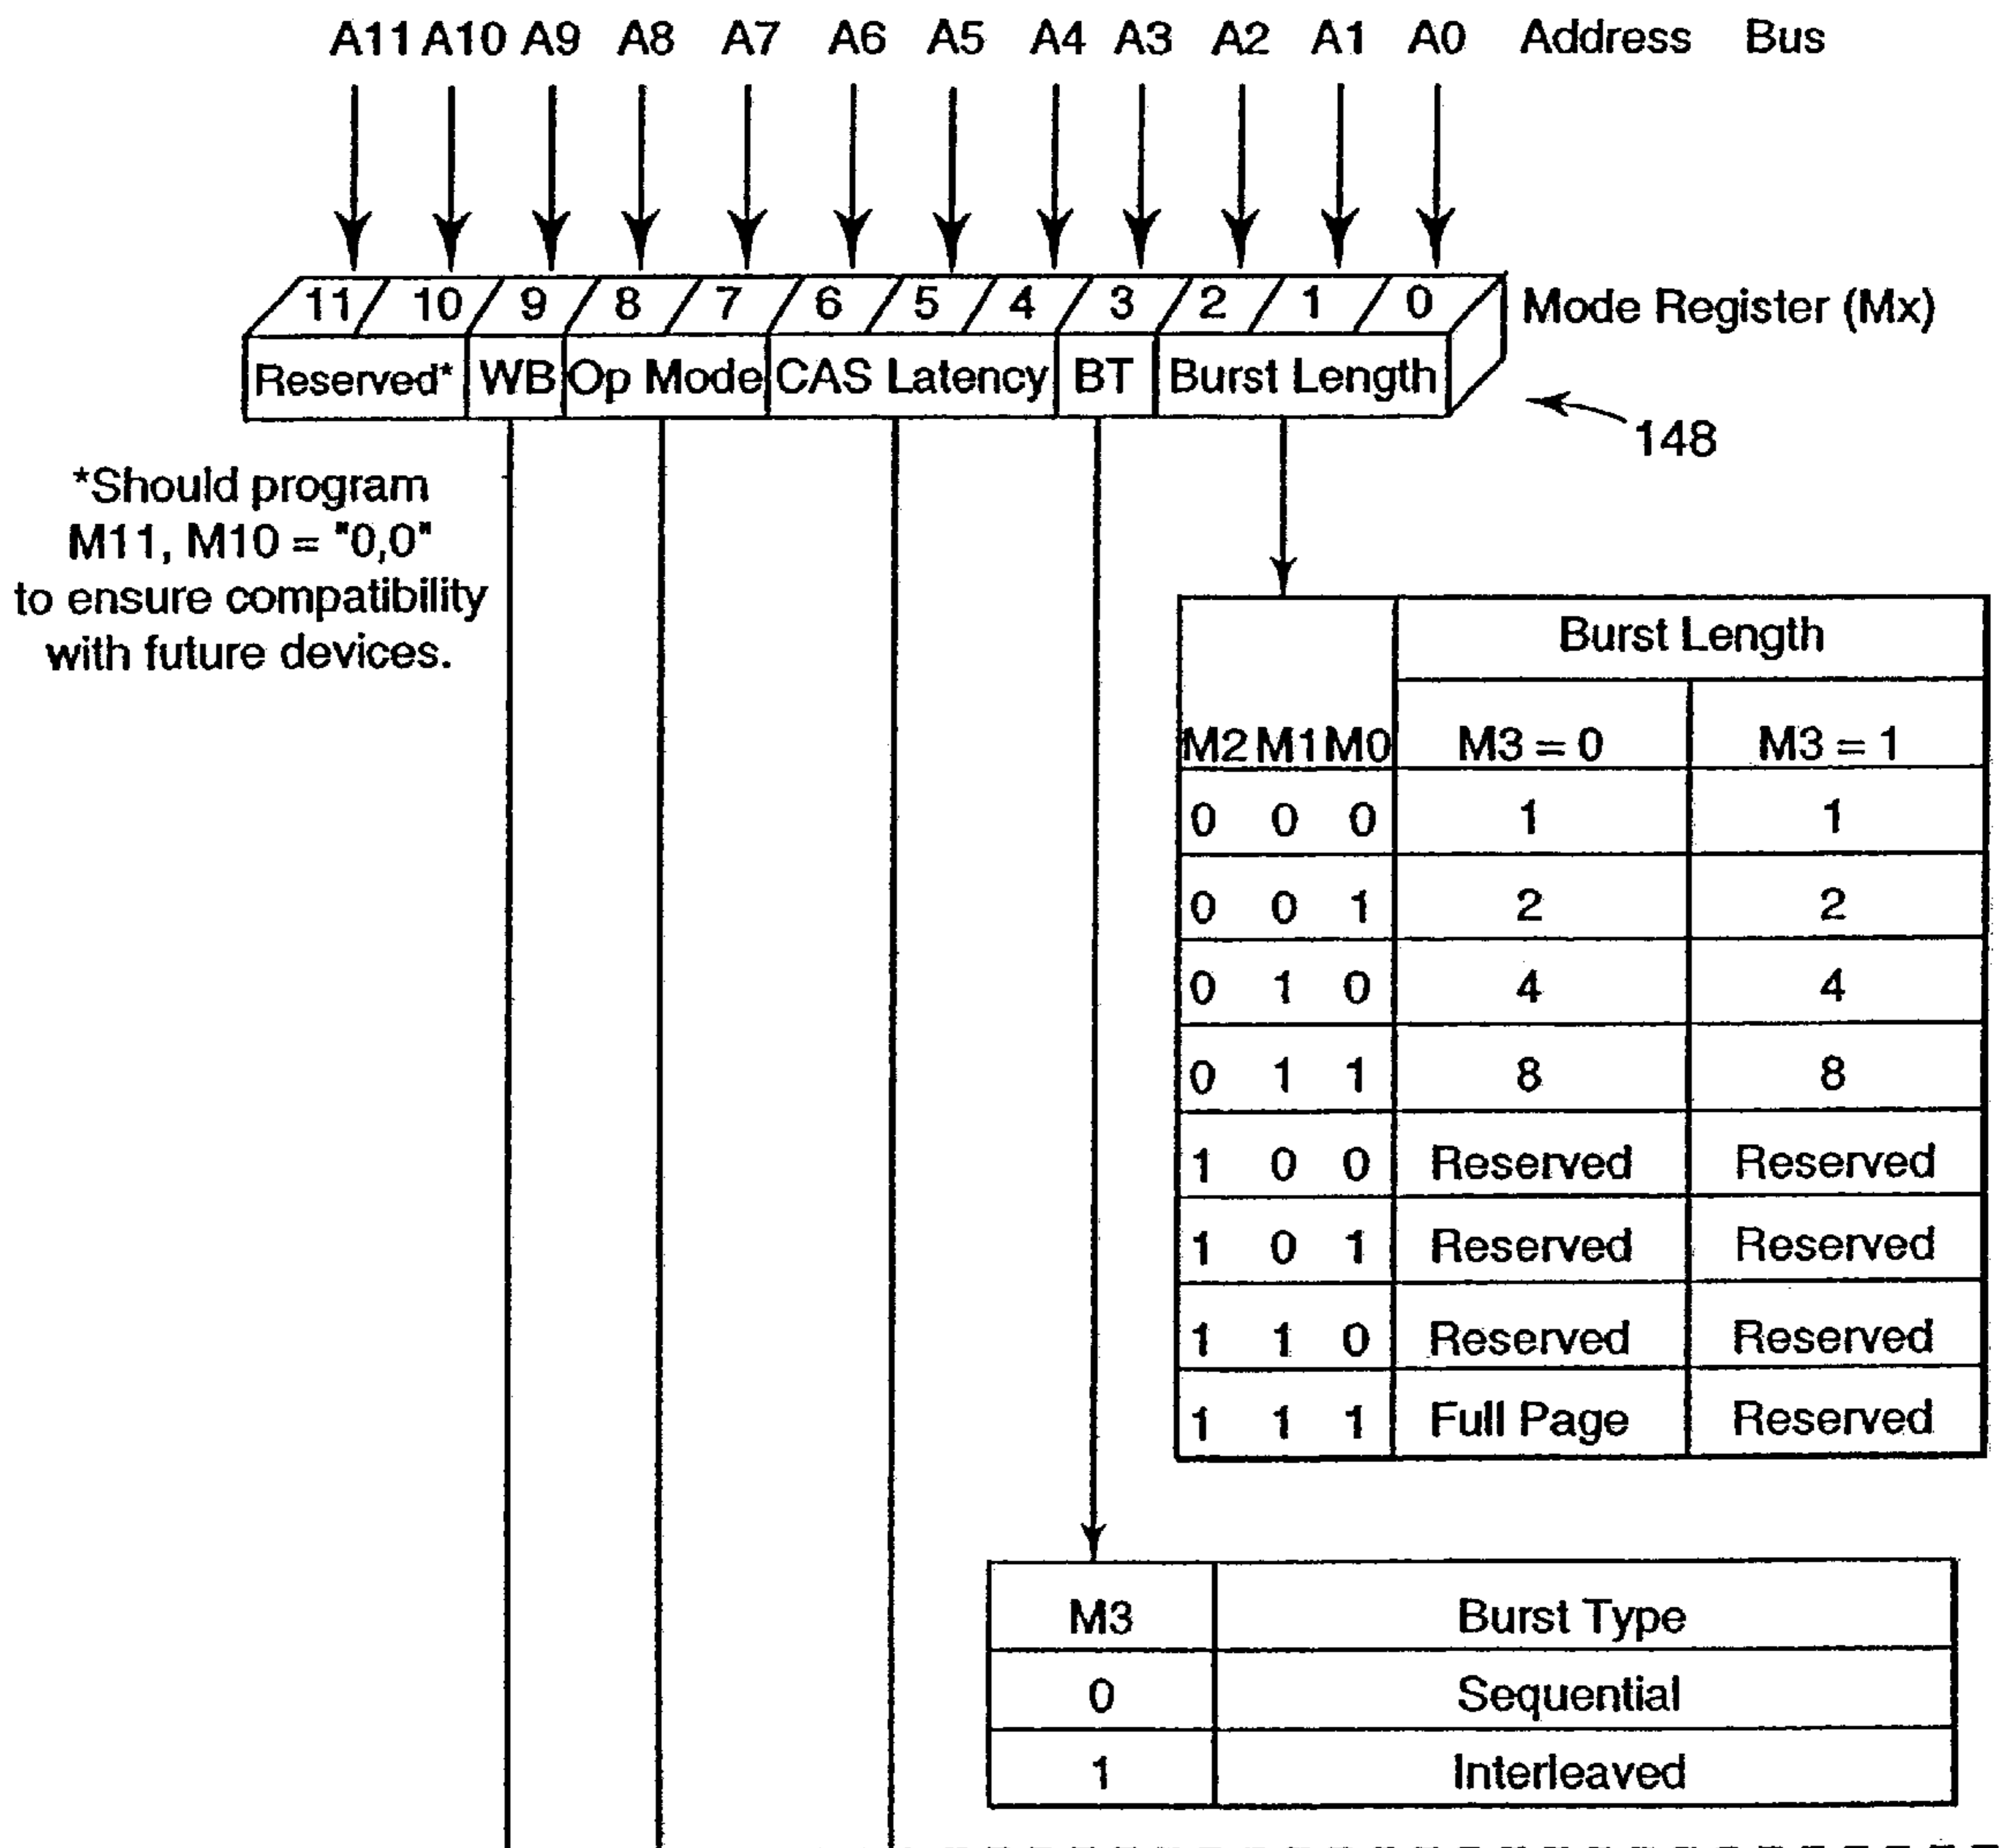 A11 A10 A9 A8 A7 A6 A5 A4 A3 A2 A1 A0 Address Bus
11 10 9 8 7 6 5 4 3 2 1 0 Mode Register (Mx)
Reserved* WB Op Mode CAS Latency BT Burst Length
148
*Should program
M11, M10 = "0,0"
to ensure compatibility
with future devices.
Burst Length
M2 M1 M0 M3 = 0 M3 = 1
0 0 0 1 1
0 0 1 2 2
0 1 0 4 4
0 1 1 8 8
1 0 0 Reserved Reserved
1 0 1 Reserved Reserved
1 1 0 Reserved Reserved
1 1 1 Full Page Reserved
M3 Burst Type
0 Sequential
1 Interleaved